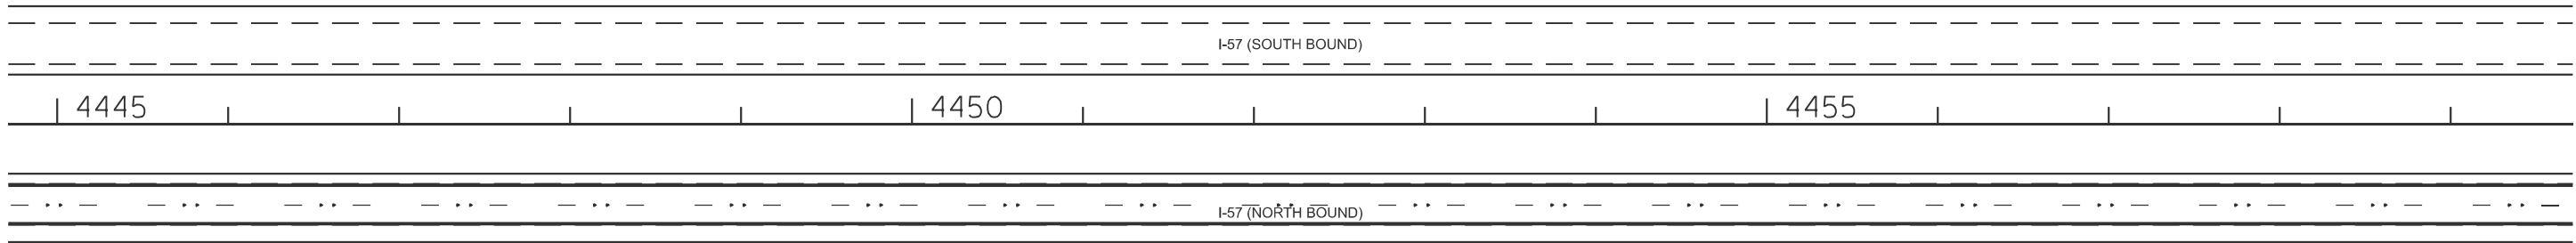 I-57 (SOUTH BOUND)
4445 4450 4455
I-57 (NORTH BOUND)